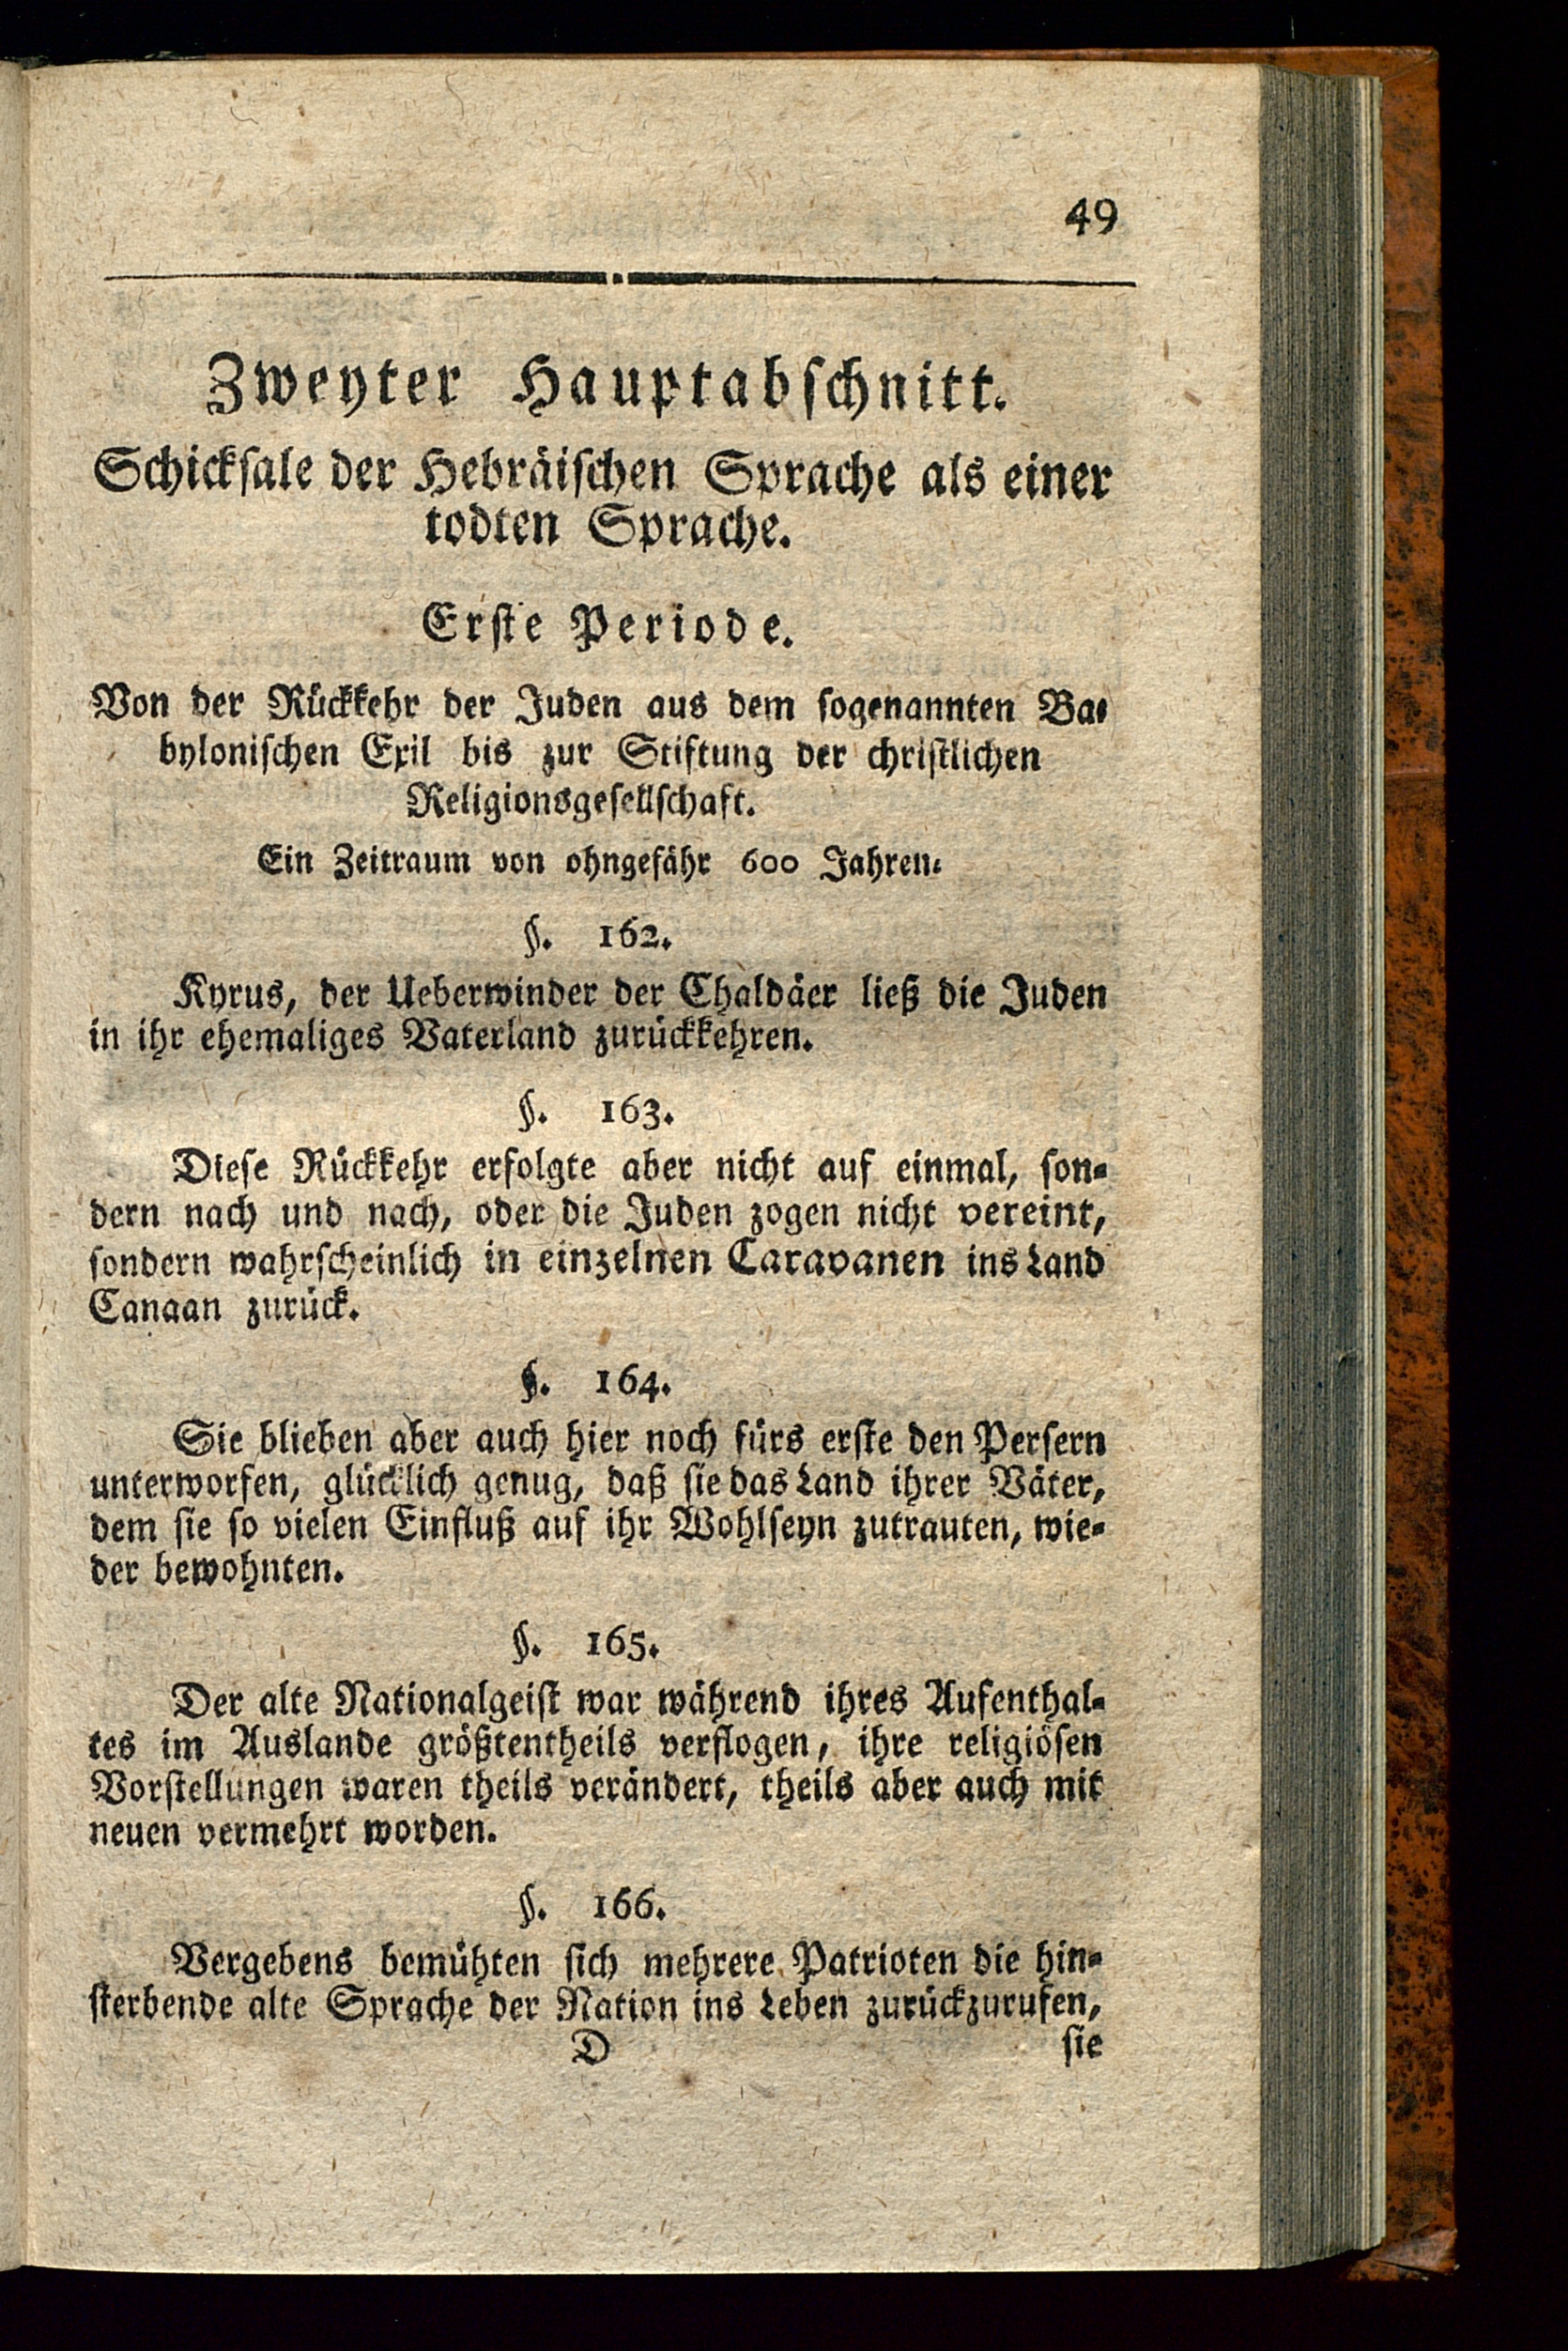 49
Zweyter Hauptabschnitt.
Schicksale der Hebräischen Sprache als einer
todten Sprache.
Erste Periode.
Von der Rückkehr der Juden aus dem sogenannten Ba-
bylonischen Exil bis zur Stiftung der christlichen
Religionsgesellschaft.
Ein Zeitraum von ohngefähr 600 Jahren.
§. 162.
Kyrus, der Ueberwinder der Chaldäer ließ die Juden
in ihr ehemaliges Vaterland zurückkehren.
§. 163.
Diese Rückkehr erfolgte aber nicht auf einmal, son-
dern nach und nach, oder die Juden zogen nicht vereint,
sondern wahrscheinlich in einzelnen Caravanen ins Land
Canaan zurück.
§. 164.
Sie blieben aber auch hier noch fürs erste den Persern
unterworfen, glücklich genug, daß sie das Land ihrer Väter,
dem sie so vielen Einfluß auf ihr Wohlseyn zutrauten, wie-
der bewohnten.
§. 165.
Der alte Nationalgeist war während ihres Aufenthal-
tes im Auslande größtentheils verflogen, ihre religiösen
Vorstellungen waren theils verändert, theils aber auch mit
neuen vermehrt worden.
§. 166.
Vergebens bemühten sich mehrere Patrioten die hin-
sterbende alte Sprache der Nation ins Leben zurückzurufen,
D sie